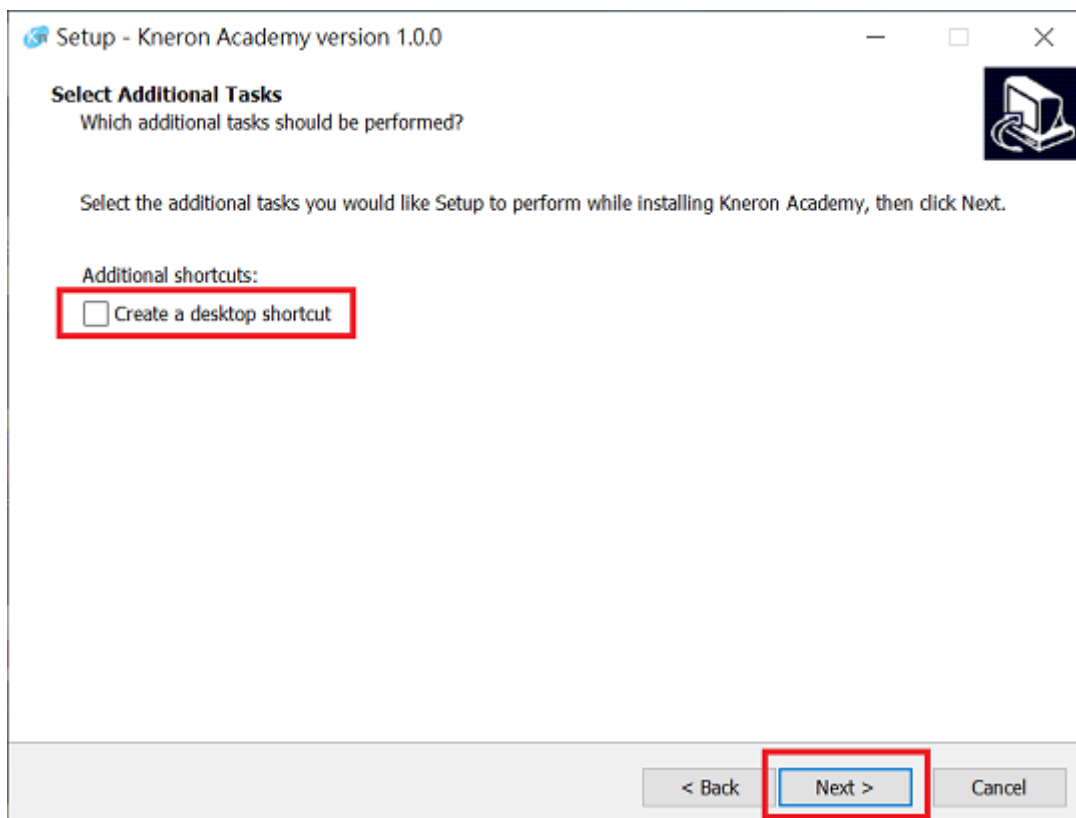 Setup - Kneron Academy version 1.0.0
Select Additional Tasks
Which additional tasks should be performed?
Select the additional tasks you would like Setup to perform while installing Kneron Academy, then click Next.
Additional shortcuts:
Create a desktop shortcut
< Back
Next >
Cancel